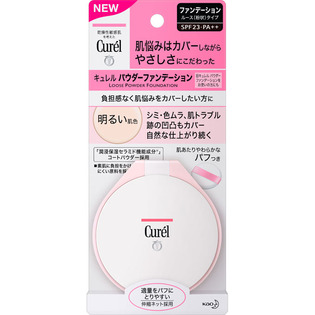 NEW
ファンデーション
ルース(粉状)タイプ
SPF23・PA++
乾燥性敏感肌
を考えた
Curél
肌悩みはカバーしながら
やさしさにこだわった
キュレル パウダーファンデーション
LOOSE POWDER FOUNDATION
負担感なく肌悩みをカバーしたい方に
明るい肌色
シミ・色ムラ、肌トラブル
跡の凹凸もカバー
自然な仕上がり続く
"潤浸保湿セラミド機能成分"
コートパウダー採用
肌あたりやわらかな
パフつき
Curél
適量をパフに
とりやすい
伸縮ネット採用
Kao